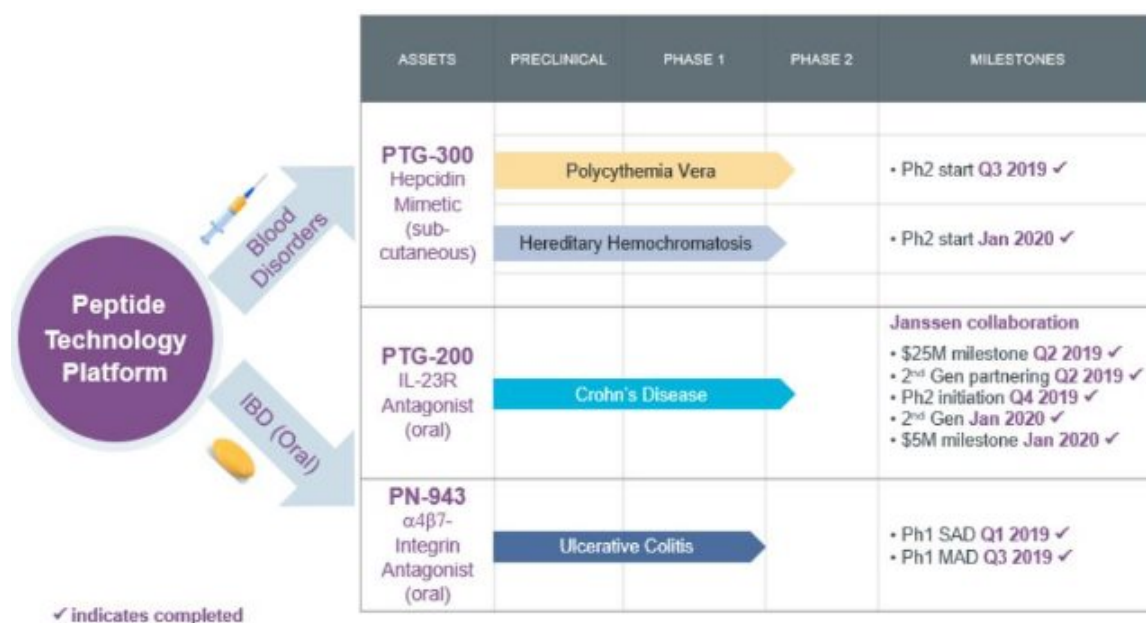 ASSETS
PRECLINICAL
PHASE 1
PHASE 2
MILESTONES
Peptide
Technology
Platform
Blood
Disorders
IBD (Oral)
PTG-300
Hepcidin
Mimetic
(sub-
cutaneous)
Polycythemia Vera
• Ph2 start Q3 2019 ✓
Hereditary Hemochromatosis
• Ph2 start Jan 2020 ✓
PTG-200
IL-23R
Antagonist
(oral)
Crohn's Disease
Janssen collaboration
• $25M milestone Q2 2019 ✓
• 2nd Gen partnering Q2 2019 ✓
• Ph2 initiation Q4 2019 ✓
• 2nd Gen Jan 2020 ✓
• $5M milestone Jan 2020 ✓
PN-943
α4β7-
Integrin
Antagonist
(oral)
Ulcerative Colitis
• Ph1 SAD Q1 2019 ✓
• Ph1 MAD Q3 2019 ✓
✓ indicates completed